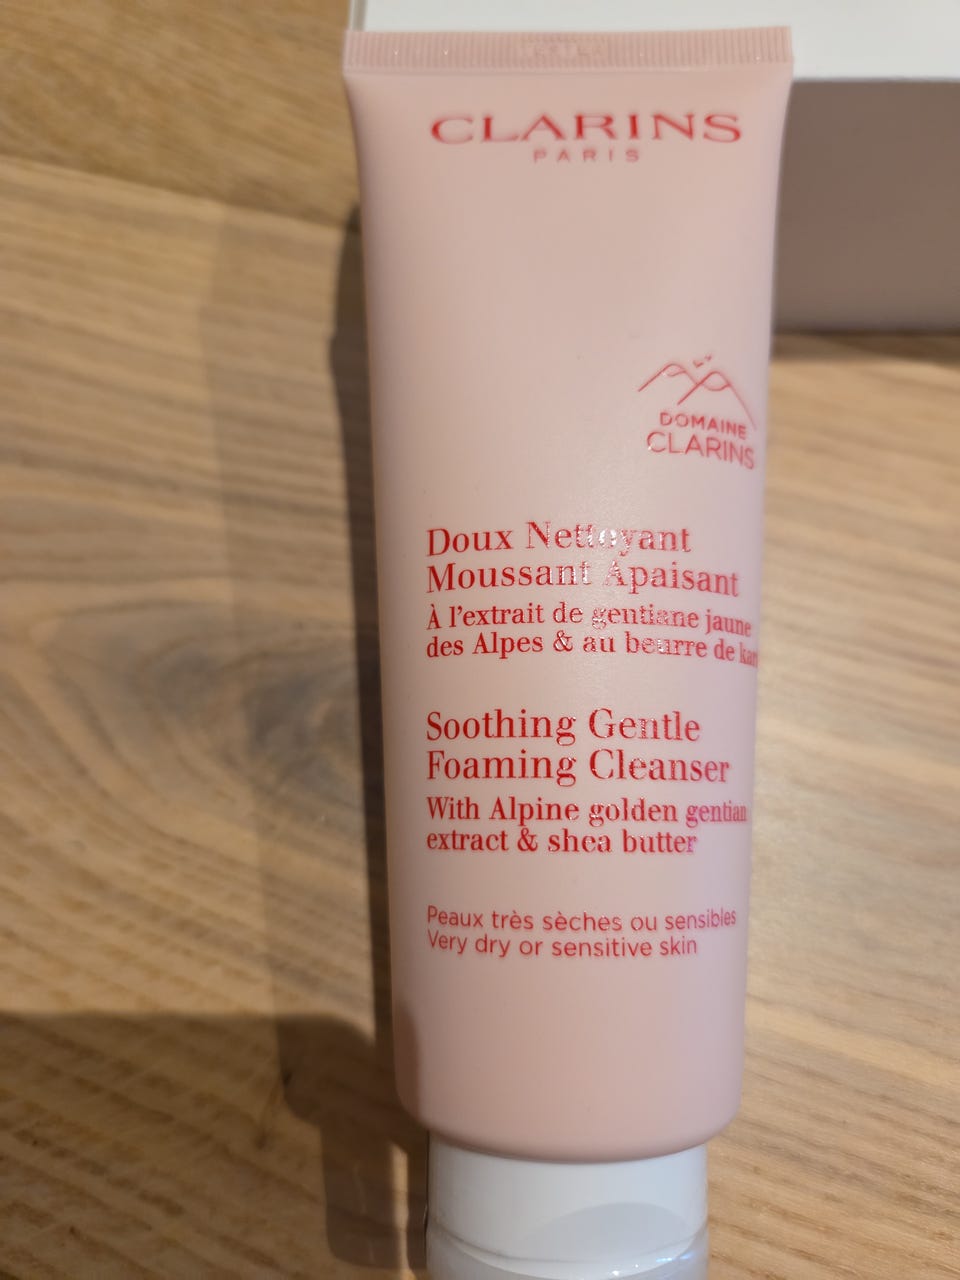 CLARINS
PARIS
DOMAINE
CLARINS
Doux Nettoyant
Moussant Apaisant
À l'extrait de gentiane jaune
des Alpes & au beurre de
Soothing Gentle
Foaming Cleanser
With Alpine golden gentian
extract & shea butter
Peaux très sèches ou sensibles
Very dry or sensitive skin